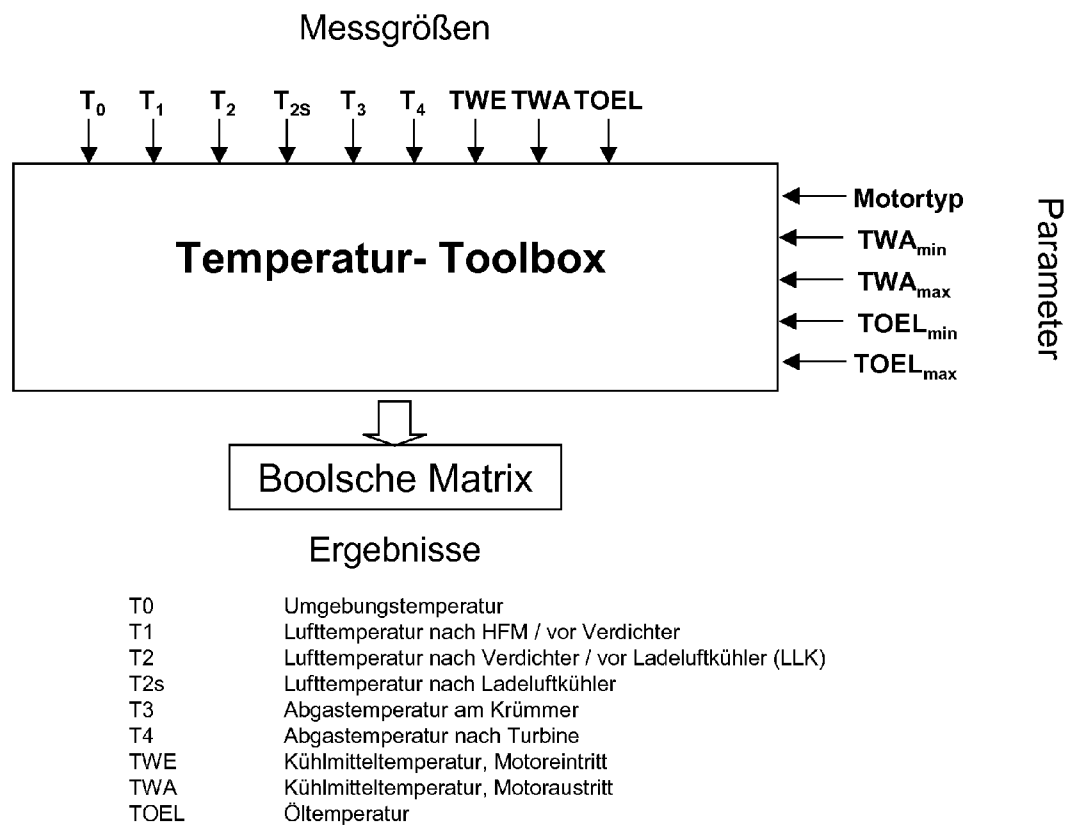 Messgrößen
T0 T1 T2 T2S T3 T4 TWE TWA TOEL
Temperatur- Toolbox
Motortyp
TWAmin
TWAmax
TOELmin
TOELmax
Parameter
Boolsche Matrix
Ergebnisse
T0 Umgebungstemperatur
T1 Lufttemperatur nach HFM / vor Verdichter
T2 Lufttemperatur nach Verdichter / vor Ladeluftkühler (LLK)
T2s Lufttemperatur nach Ladeluftkühler
T3 Abgastemperatur am Krümmer
T4 Abgastemperatur nach Turbine
TWE Kühlmitteltemperatur, Motoreintritt
TWA Kühlmitteltemperatur, Motoraustritt
TOEL Öltemperatur